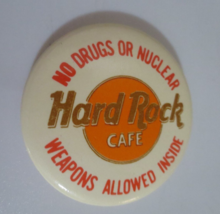 NO DRUGS OR NUCLEAR
Hard Rock
CAFE
WEAPONS ALLOWED INSIDE